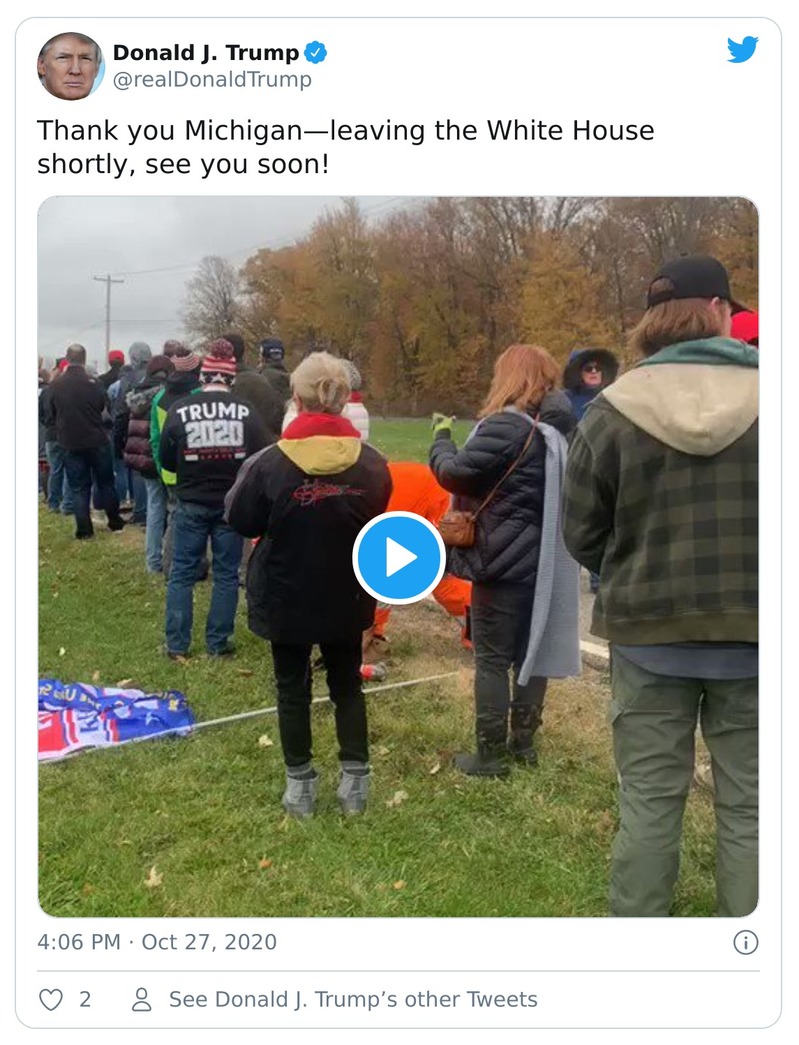 Donald J. Trump
@realDonaldTrump
Thank you Michigan—leaving the White House
shortly, see you soon!
TRUMP
2020
4:06 PM · Oct 27, 2020
2
See Donald J. Trump’s other Tweets